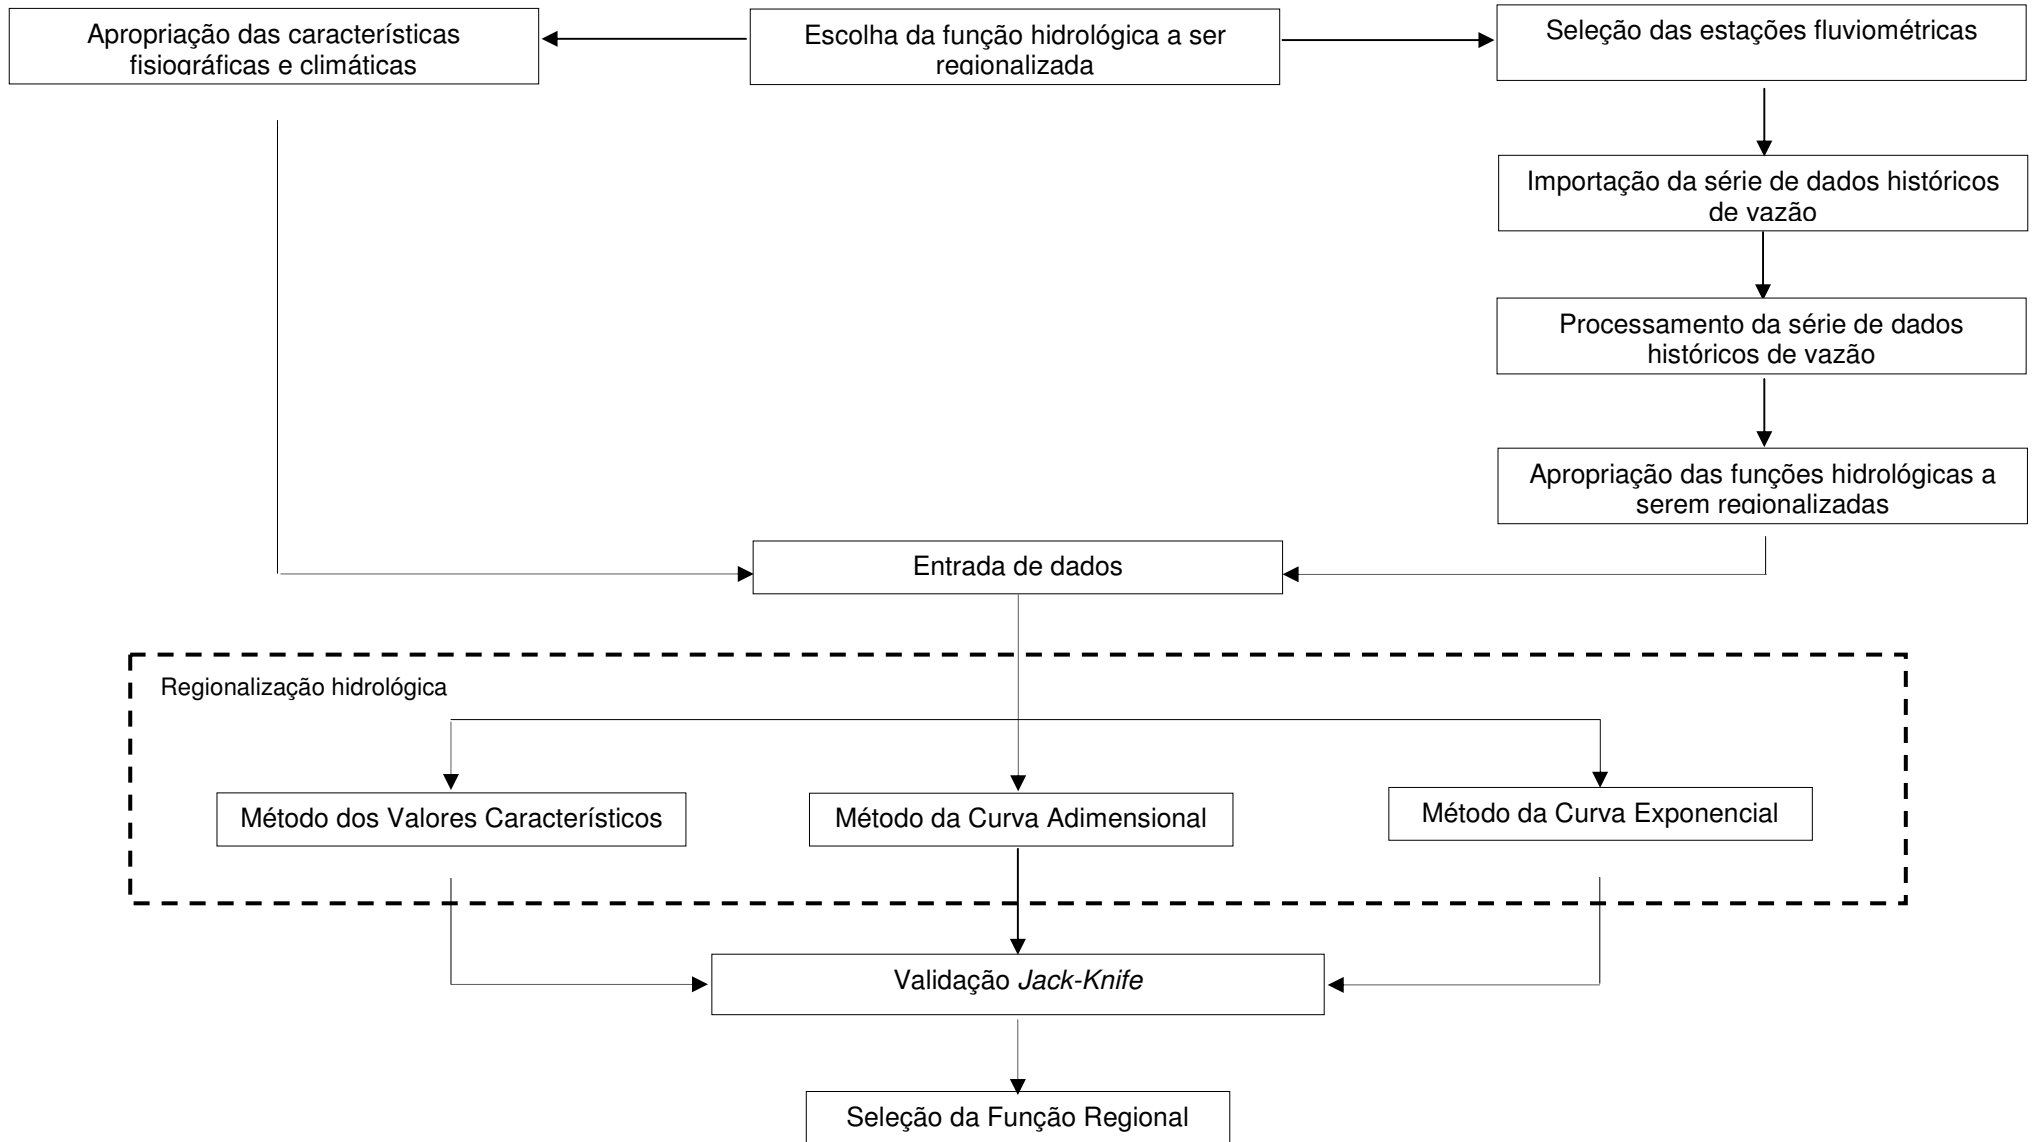 Apropriação das características
fisiográficas e climáticas
Escolha da função hidrológica a ser
regionalizada
Seleção das estações fluviométricas
Importação da série de dados históricos
de vazão
Processamento da série de dados
históricos de vazão
Apropriação das funções hidrológicas a
serem regionalizadas
Entrada de dados
Regionalização hidrológica
Método dos Valores Característicos
Método da Curva Adimensional
Método da Curva Exponencial
Validação Jack-Knife
Seleção da Função Regional